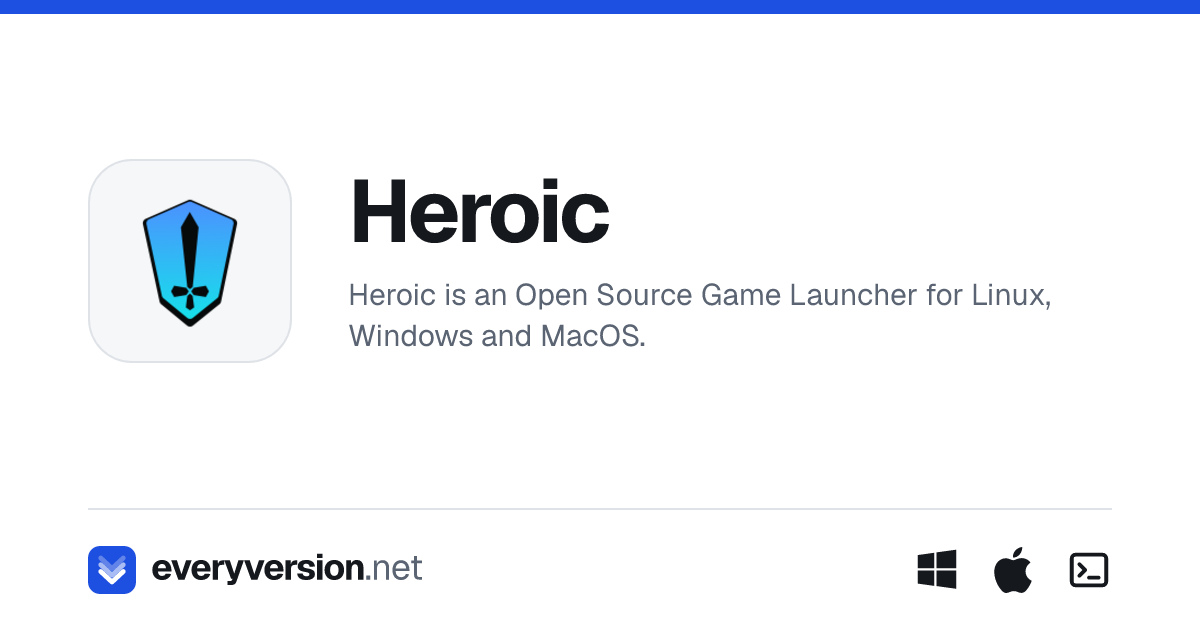 Heroic
Heroic is an Open Source Game Launcher for Linux,
Windows and MacOS.
everyversion.net